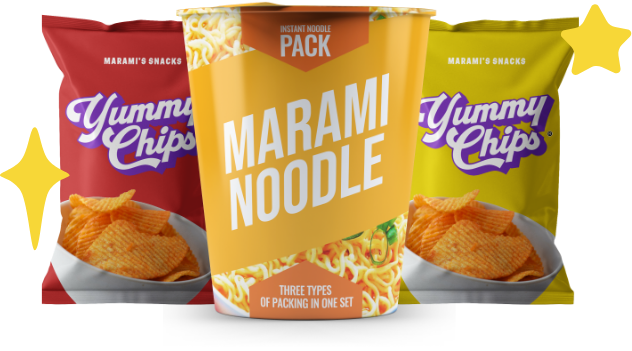 MARAMI'S SNACKS
Yummy
Chips
INSTANT NOODLE
PACK
MARAMI
NOODLE
THREE TYPES
OF PACKING IN ONE SET
MARAMI'S SNACKS
Yummy
Chips